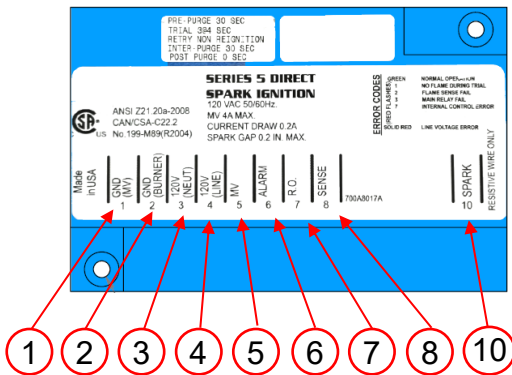 PRE-PURGE 30 SEC
TRIAL 394 SEC
RETRY NON REIGNITION
INTER-PURGE 30 SEC
POST PURGE 0 SEC
SERIES 5 DIRECT
SPARK IGNITION
120 VAC 50/60Hz.
MV 4A MAX.
CURRENT DRAW 0.2A
SPARK GAP 0.2 IN. MAX.
CSA
US
ANSI Z21.20a-2008
CAN/CSA-C22.2
No.199-M89(R2004)
ERROR CODES
(RED FLASHES)
GREEN NORMAL OPERATION
1 NO FLAME DURING TRIAL
2 FLAME SENSE FAIL
3 MAIN RELAY FAIL
7 INTERNAL CONTROL ERROR
SOLID RED LINE VOLTAGE ERROR
Made
in USA
GND
(MV)
1
GND
(BURNER)
2
120V
(NEUT)
3
120V
(LINE)
4
MV
5
ALARM
6
R.O.
7
SENSE
8
700A8017A
SPARK
10
RESISTIVE WIRE ONLY
1 2 3 4 5 6 7 8 10